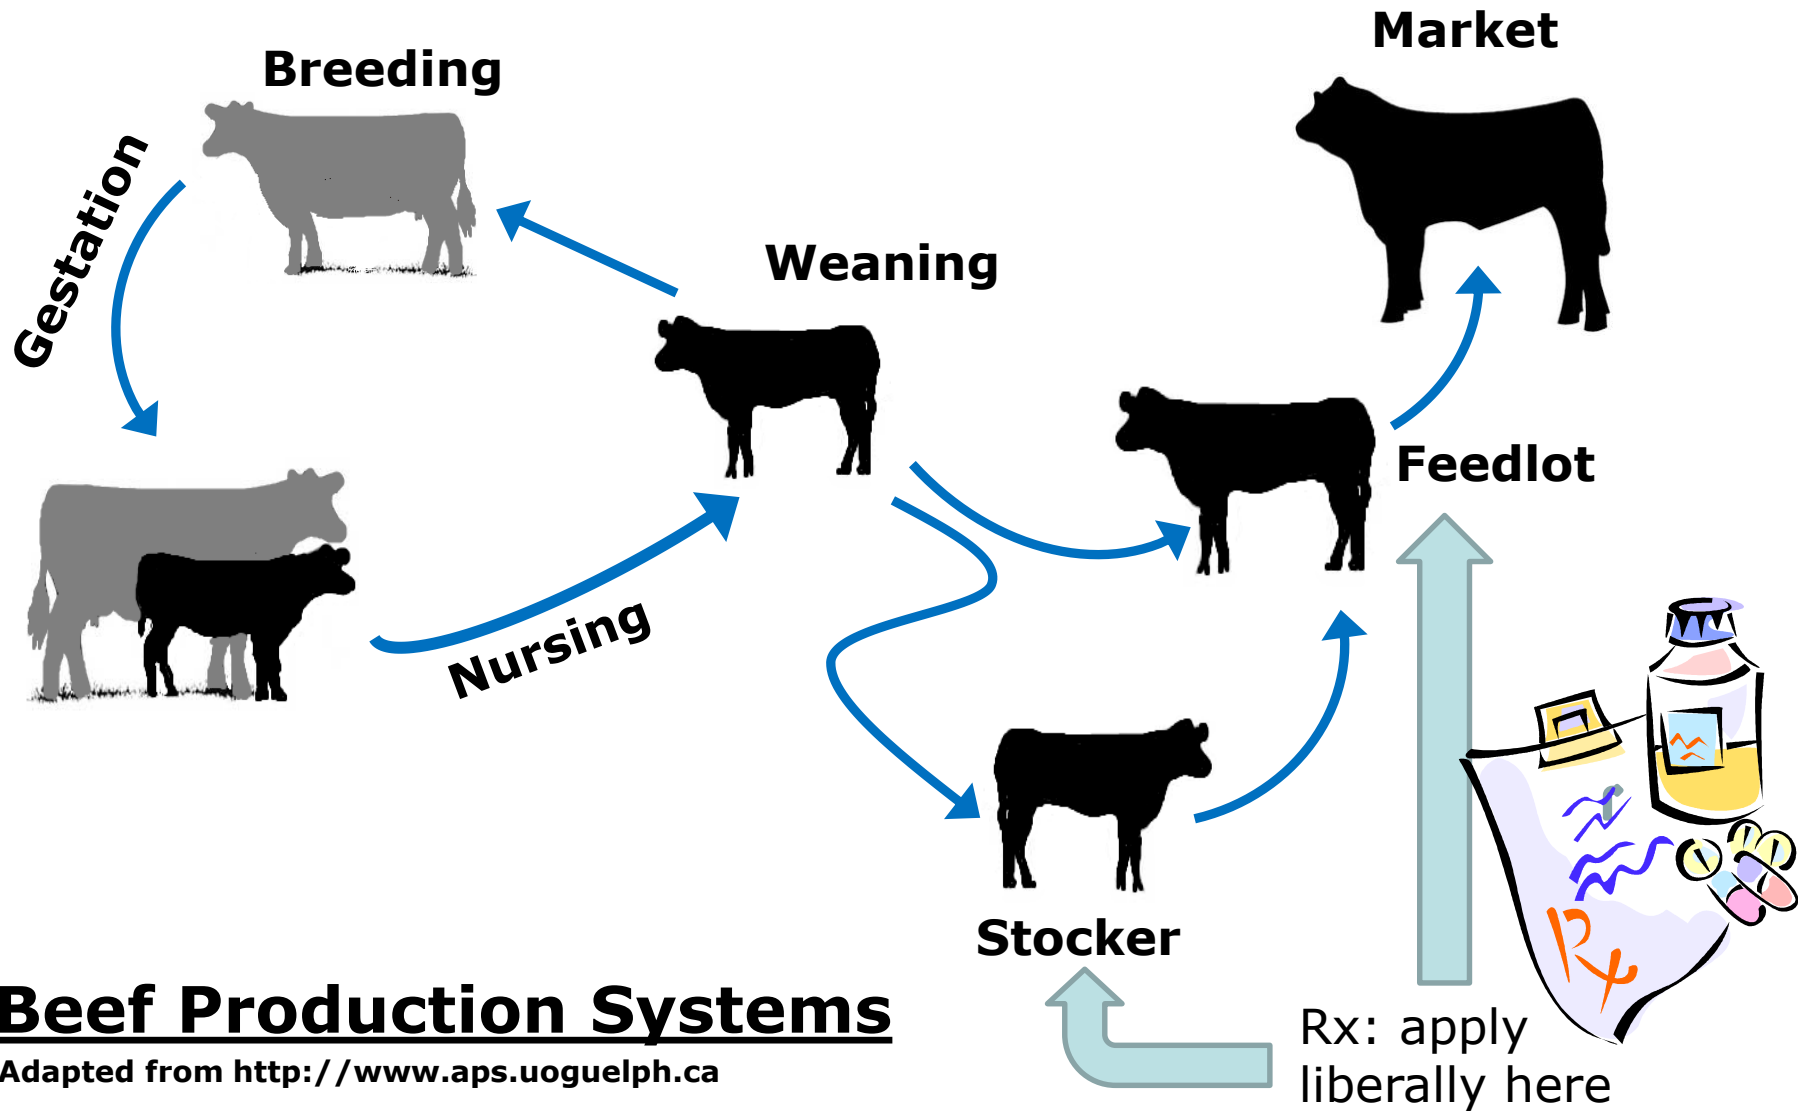 Market
Breeding
Gestation
Weaning
Feedlot
Nursing
Stocker
Beef Production Systems
Adapted from http://www.aps.uoguelph.ca
Rx: apply
liberally here
Rx